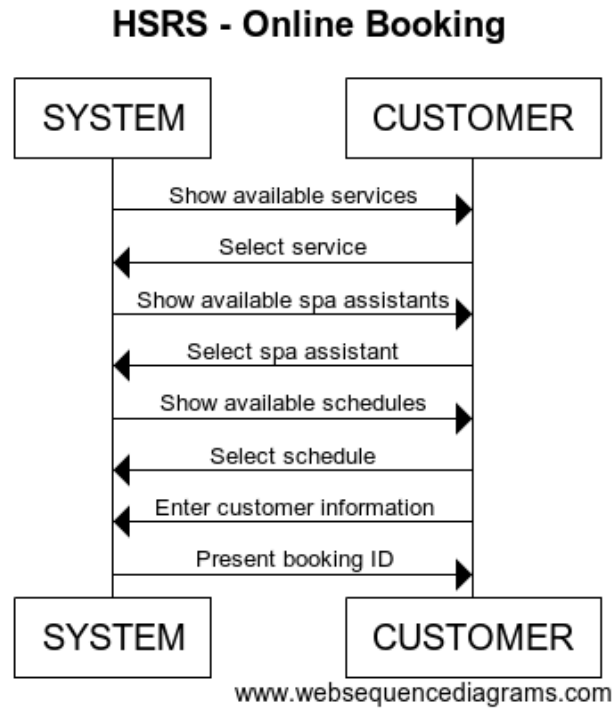 HSRS - Online Booking
SYSTEM
CUSTOMER
Show available services
Select service
Show available spa assistants
Select spa assistant
Show available schedules
Select schedule
Enter customer information
Present booking ID
SYSTEM
CUSTOMER
www.websequencediagrams.com